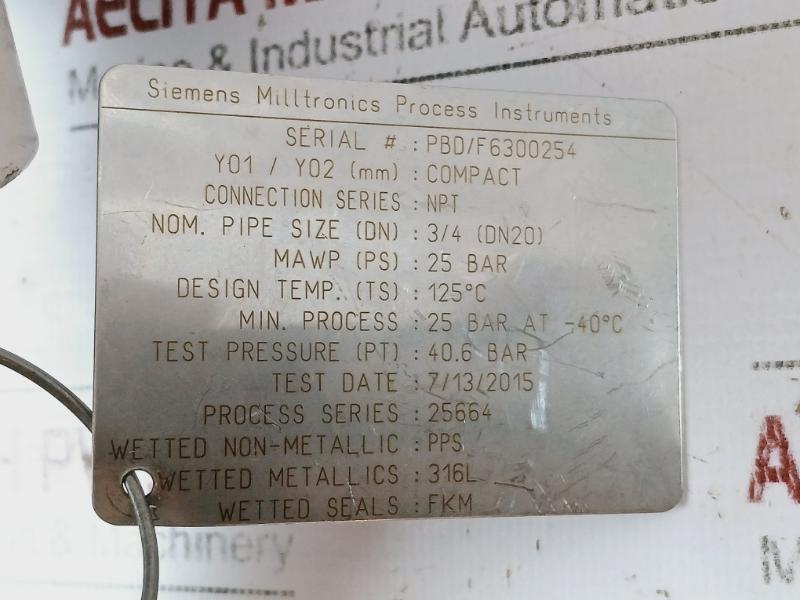 AeLiTA
& Industrial Automati
Siemens Milltronics Process Instruments
SERIAL # : PBD/F6300254
Y01 / Y02 (mm) : COMPACT
CONNECTION SERIES : NPT
NOM. PIPE SIZE (DN) : 3/4 (DN20)
MAWP (PS) : 25 BAR
DESIGN TEMP. (TS) : 125°C
MIN. PROCESS : 25 BAR AT -40°C
TEST PRESSURE (PT) : 40.6 BAR
TEST DATE : 7/13/2015
PROCESS SERIES : 25664
WETTED NON-METALLIC : PPS
WETTED METALLICS : 316L
WETTED SEALS : FKM
& Machinery